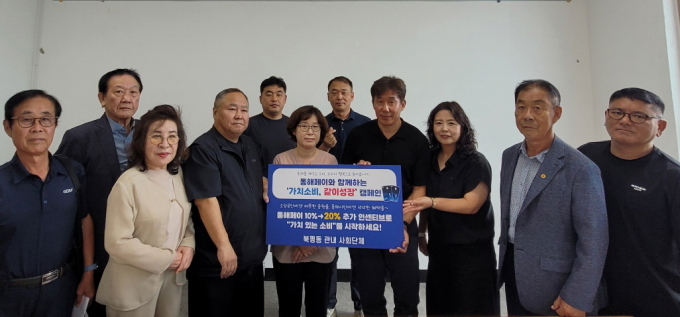 동해페이와 함께하는
'가치소비, 같이성장' 캠페인
동해페이 10%→20% 추가 인센티브로
"가치 있는 소비"를 시작하세요!
북평동 관내 사회단체